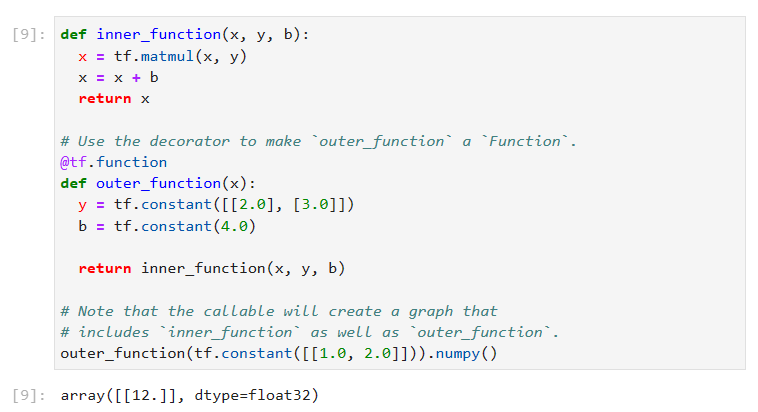 [9]: def inner_function(x, y, b):
  x = tf.matmul(x, y)
  x = x + b
  return x

# Use the decorator to make `outer_function` a `Function`.
@tf.function
def outer_function(x):
  y = tf.constant([[2.0], [3.0]])
  b = tf.constant(4.0)

  return inner_function(x, y, b)

# Note that the callable will create a graph that
# includes `inner_function` as well as `outer_function`.
outer_function(tf.constant([[1.0, 2.0]])).numpy()

[9]: array([[12.]], dtype=float32)